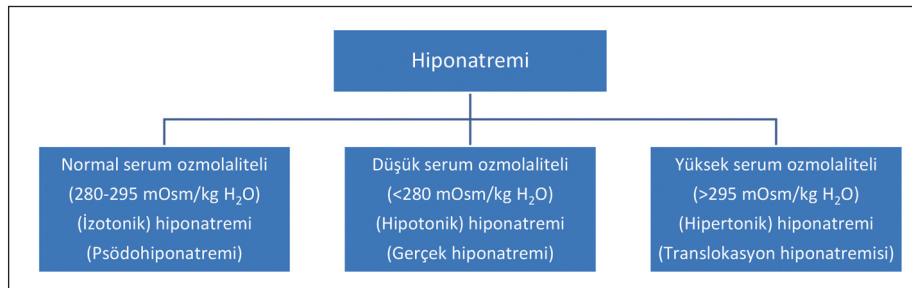 Hiponatremi
Normal serum ozmolaliteli
(280-295 mOsm/kg H₂O)
(İzotonik) hiponatremi
(Psödohiponatremi)
Düşük serum ozmolaliteli
(<280 mOsm/kg H₂O)
(Hipotonik) hiponatremi
(Gerçek hiponatremi)
Yüksek serum ozmolaliteli
(>295 mOsm/kg H₂O)
(Hipertonik) hiponatremi
(Translokasyon hiponatremisi)